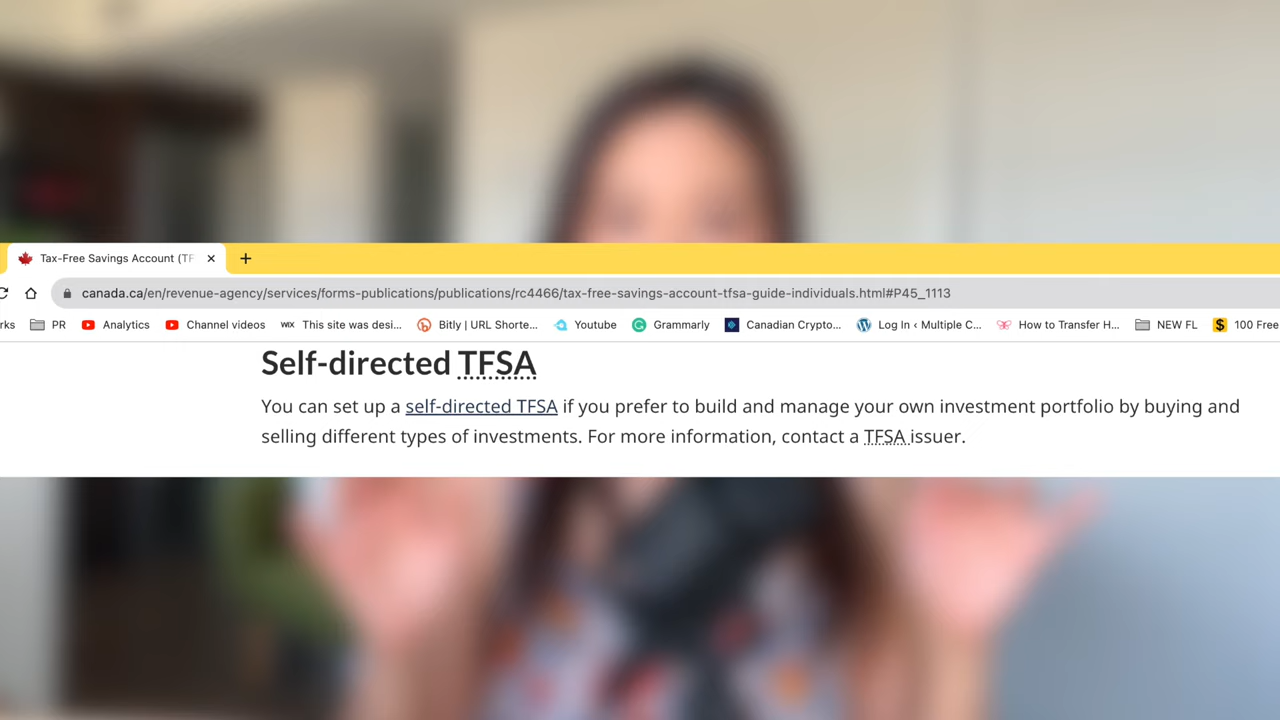 Tax-Free Savings Account (TF
canada.ca/en/revenue-agency/services/forms-publications/publications/rc4466/tax-free-savings-account-tfsa-guide-individuals.html#P45_1113
rks PR Analytics Channel videos WIX This site was desi... Bitly | URL Shorte... Youtube Grammarly Canadian Crypto... Log In ‹ Multiple C... How to Transfer H... NEW FL 100 Free
Self-directed TFSA
You can set up a self-directed TFSA if you prefer to build and manage your own investment portfolio by buying and
selling different types of investments. For more information, contact a TFSA issuer.